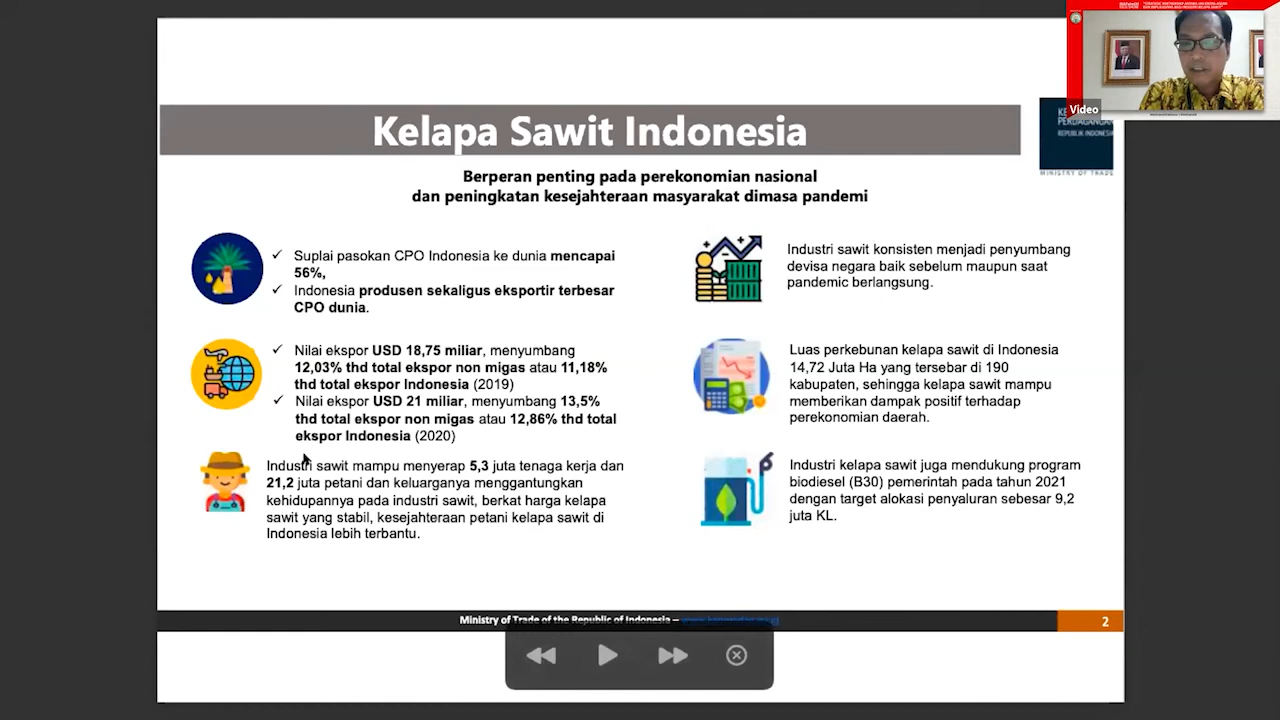 Kelapa Sawit Indonesia
Berperan penting pada perekonomian nasional
dan peningkatan kesejahteraan masyarakat dimasa pandemi
Suplai pasokan CPO Indonesia ke dunia mencapai
56%,
Indonesia produsen sekaligus eksportir terbesar
CPO dunia.
Nilai ekspor USD 18,75 miliar, menyumbang
12,03% thd total ekspor non migas atau 11,18%
thd total ekspor Indonesia (2019)
Nilai ekspor USD 21 miliar, menyumbang 13,5%
thd total ekspor non migas atau 12,86% thd total
ekspor Indonesia (2020)
Industri sawit mampu menyerap 5,3 juta tenaga kerja dan
21,2 juta petani dan keluarganya menggantungkan
kehidupannya pada industri sawit, berkat harga kelapa
sawit yang stabil, kesejahteraan petani kelapa sawit di
Indonesia lebih terbantu.
Industri sawit konsisten menjadi penyumbang
devisa negara baik sebelum maupun saat
pandemic berlangsung.
Luas perkebunan kelapa sawit di Indonesia
14,72 Juta Ha yang tersebar di 190
kabupaten, sehingga kelapa sawit mampu
memberikan dampak positif terhadap
perekonomian daerah.
Industri kelapa sawit juga mendukung program
biodiesel (B30) pemerintah pada tahun 2021
dengan target alokasi penyaluran sebesar 9,2
juta KL.
Video
REPUBLIK INDONESIA
MINISTRY OF TRADE
Ministry of Trade of the Republic of Indonesia –
2